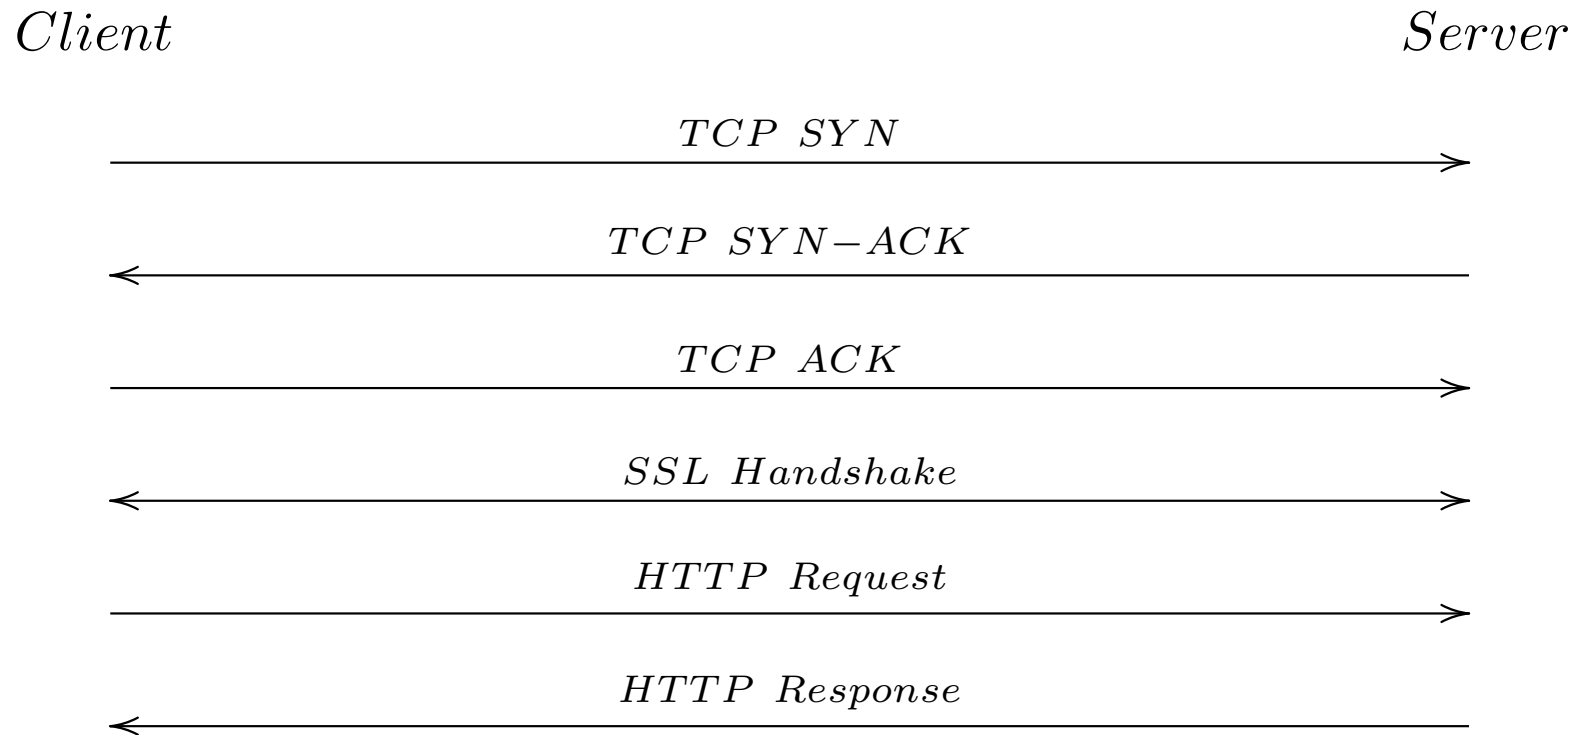 Client Server
TCP SYN
TCP SYN−ACK
TCP ACK
SSL Handshake
HTTP Request
HTTP Response